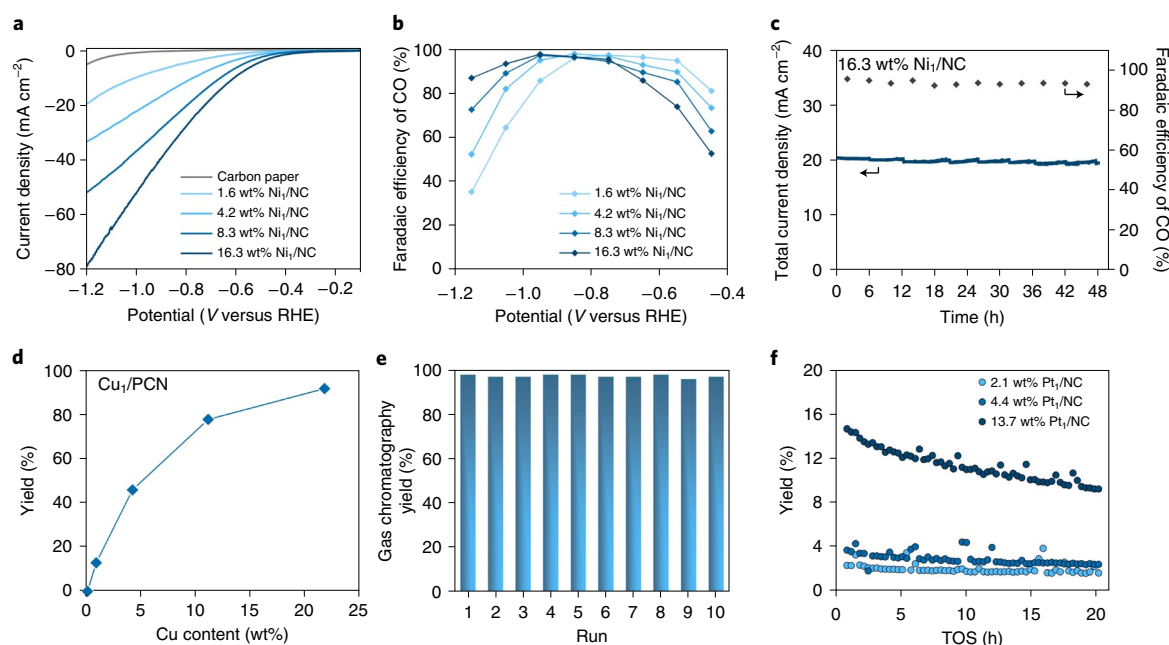 a
0
−20
−40
−60
−80
Current density (mA cm−2)
Carbon paper
1.6 wt% Ni1/NC
4.2 wt% Ni1/NC
8.3 wt% Ni1/NC
16.3 wt% Ni1/NC
−1.2 −1.0 −0.8 −0.6 −0.4 −0.2
Potential (V versus RHE)
b
100
80
60
40
20
0
Faradaic efficiency of CO (%)
1.6 wt% Ni1/NC
4.2 wt% Ni1/NC
8.3 wt% Ni1/NC
16.3 wt% Ni1/NC
−1.2 −1.0 −0.8 −0.6 −0.4
Potential (V versus RHE)
c
40
30
20
10
0
Total current density (mA cm−2)
16.3 wt% Ni1/NC
100
80
60
40
20
0
Faradaic efficiency
of CO (%)
0 6 12 18 24 30 36 42 48
Time (h)
d
100
80
60
40
20
0
Yield (%)
Cu1/PCN
0 5 10 15 20 25
Cu content (wt%)
e
100
80
60
40
20
0
Gas chromatography
yield (%)
1 2 3 4 5 6 7 8 9 10
Run
f
20
16
12
8
4
0
Yield (%)
2.1 wt% Pt1/NC
4.4 wt% Pt1/NC
13.7 wt% Pt1/NC
0 5 10 15 20
TOS (h)